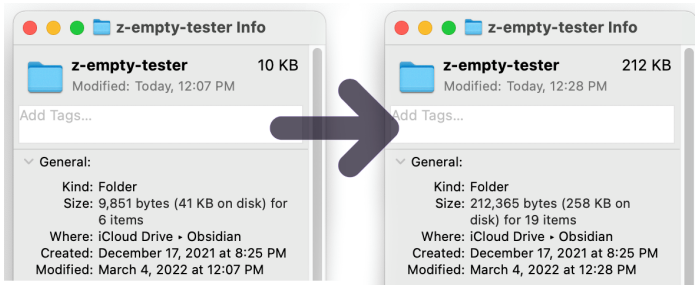 z-empty-tester Info
z-empty-tester 10 KB
Modified: Today, 12:07 PM
Add Tags...
General:
Kind: Folder
Size: 9,851 bytes (41 KB on disk) for
6 items
Where: iCloud Drive ▸ Obsidian
Created: December 17, 2021 at 8:25 PM
Modified: March 4, 2022 at 12:07 PM
z-empty-tester Info
z-empty-tester 212 KB
Modified: Today, 12:28 PM
Add Tags...
General:
Kind: Folder
Size: 212,365 bytes (258 KB on
disk) for 19 items
Where: iCloud Drive ▸ Obsidian
Created: December 17, 2021 at 8:25 PM
Modified: March 4, 2022 at 12:28 PM